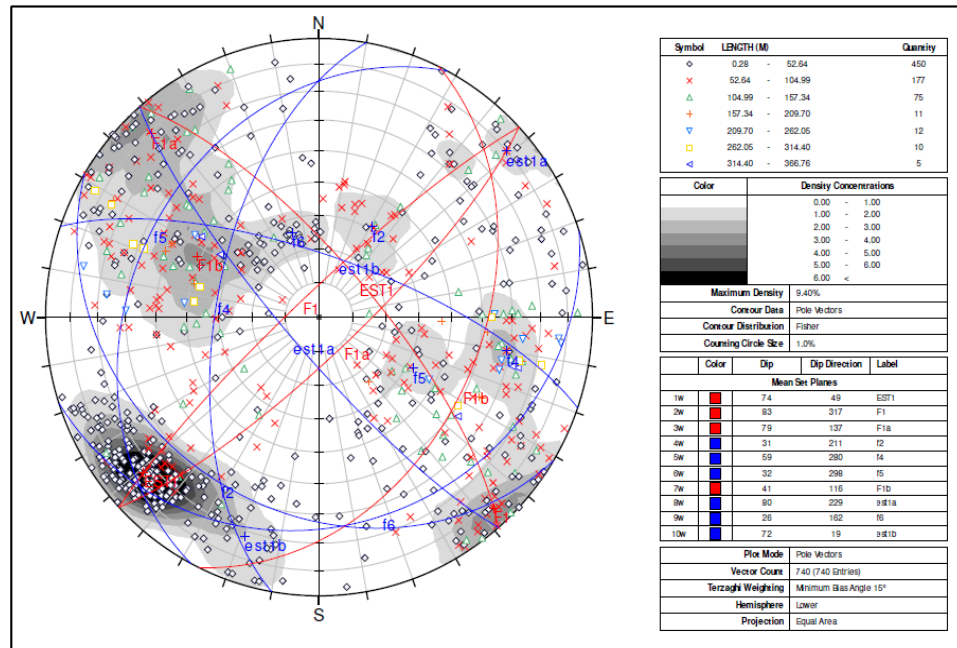 N
Symbol LENGTH (M) Quantity
0.28 - 52.64 450
52.64 - 104.99 177
104.99 - 157.34 75
157.34 - 209.70 11
209.70 - 262.05 12
262.05 - 314.40 10
314.40 - 366.76 5
F1a
est1a
f5
f6
f2
F1b
est1b
EST1
f4
F1
W
E
est1a
F1a
f5
f4
F1b
f2
F1
f6
est1b
S
Color Density Concentrations
0.00 - 1.00
1.00 - 2.00
2.00 - 3.00
3.00 - 4.00
4.00 - 5.00
5.00 - 6.00
6.00 <
Maximum Density 9.40%
Contour Data Pole Vectors
Contour Distribution Fisher
Counting Circle Size 1.0%
Color Dip Dip Direction Label
Mean Set Planes
1w 74 49 EST1
2w 83 317 F1
3w 79 137 F1a
4w 31 211 f2
5w 59 280 f4
6w 32 298 f5
7w 41 116 F1b
8w 80 229 est1a
9w 26 162 f6
10w 72 19 est1b
Plot Mode Pole Vectors
Vector Count 740 (740 Entries)
Terzaghi Weighting Minimum Bias Angle 15°
Hemisphere Lower
Projection Equal Area